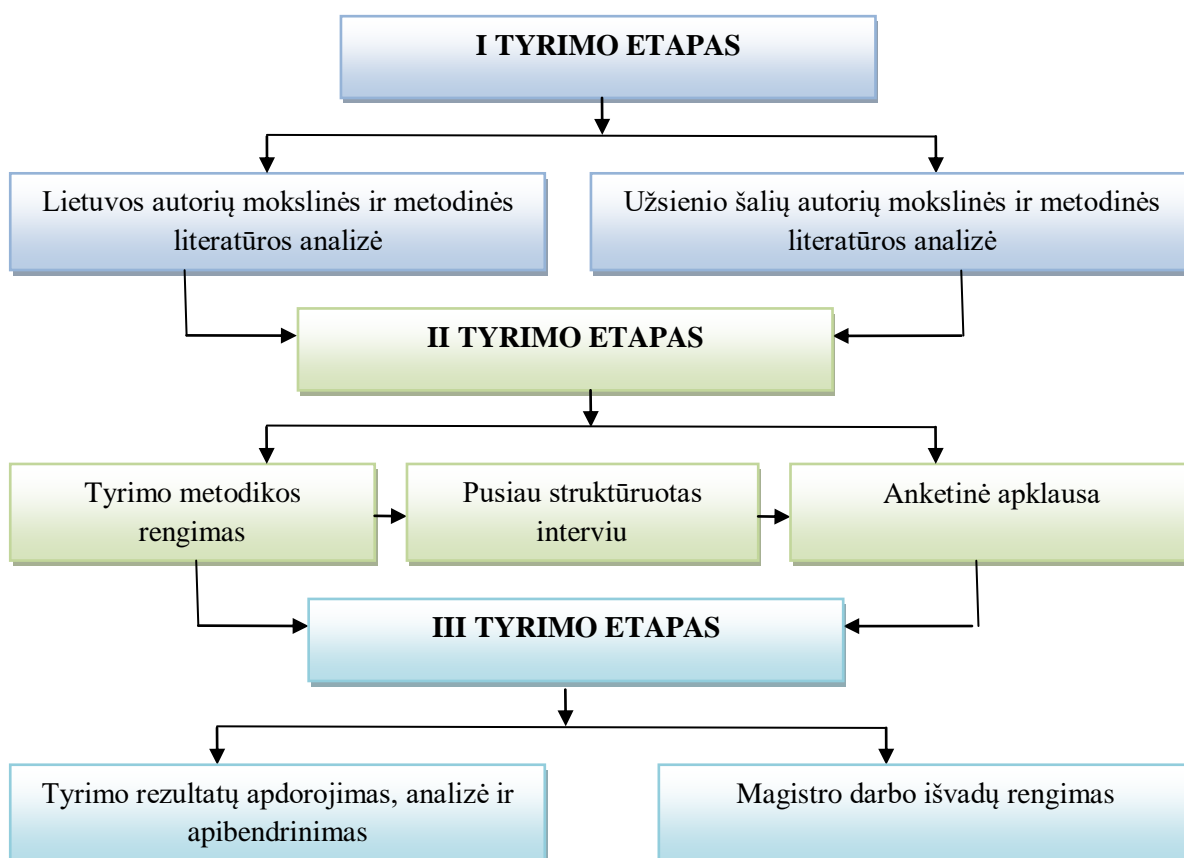 I TYRIMO ETAPAS
Lietuvos autorių mokslinės ir metodinės
literatūros analizė
Užsienio šalių autorių mokslinės ir metodinės
literatūros analizė
II TYRIMO ETAPAS
Tyrimo metodikos
rengimas
Pusiau struktūruotas
interviu
Anketinė apklausa
III TYRIMO ETAPAS
Tyrimo rezultatų apdorojimas, analizė ir
apibendrinimas
Magistro darbo išvadų rengimas